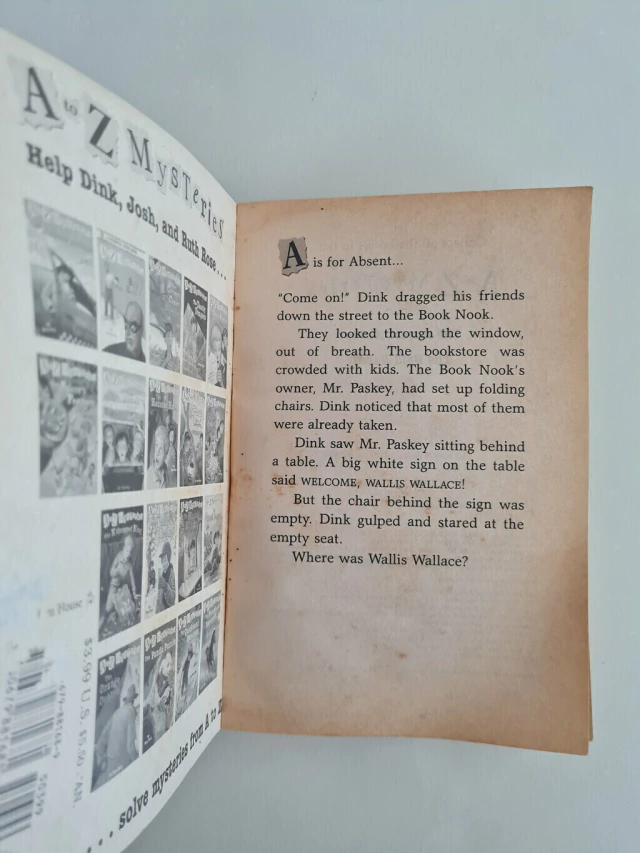 A to Z Mysteries
Help Dink, Josh, and Ruth Rose...
House
$3.99 U.S.
50399
... solve mysteries from A to
A is for Absent...
"Come on!" Dink dragged his friends
down the street to the Book Nook.
They looked through the window,
out of breath. The bookstore was
crowded with kids. The Book Nook's
owner, Mr. Paskey, had set up folding
chairs. Dink noticed that most of them
were already taken.
Dink saw Mr. Paskey sitting behind
a table. A big white sign on the table
said WELCOME, WALLIS WALLACE!
But the chair behind the sign was
empty. Dink gulped and stared at the
empty seat.
Where was Wallis Wallace?